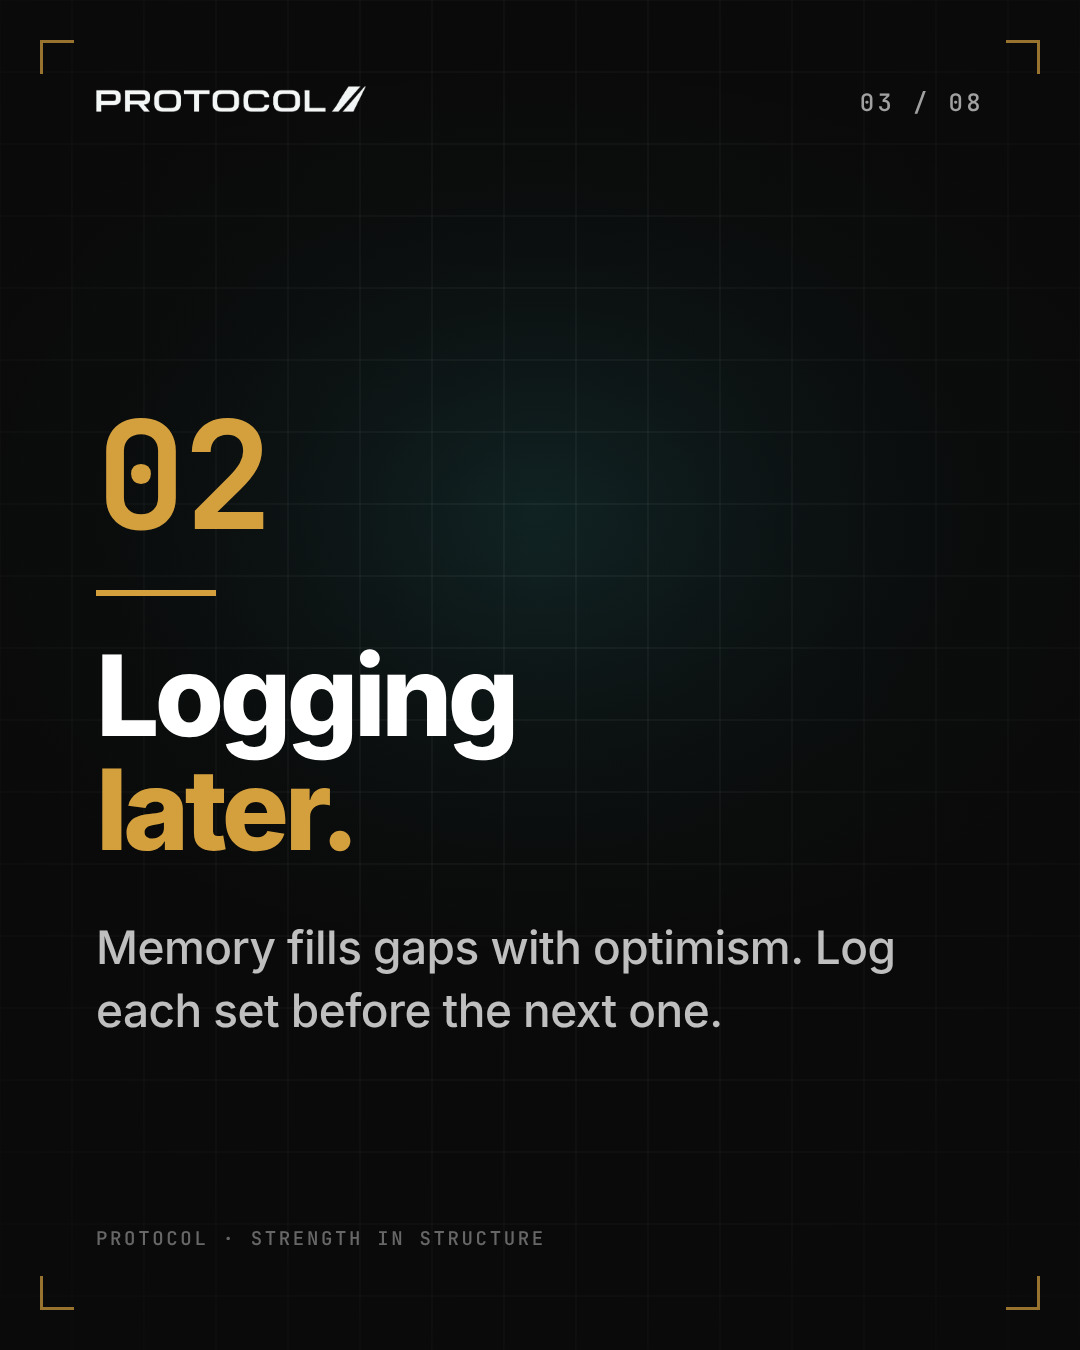 PROTOCOL
03 / 08
02
Logging
later.
Memory fills gaps with optimism. Log
each set before the next one.
PROTOCOL · STRENGTH IN STRUCTURE